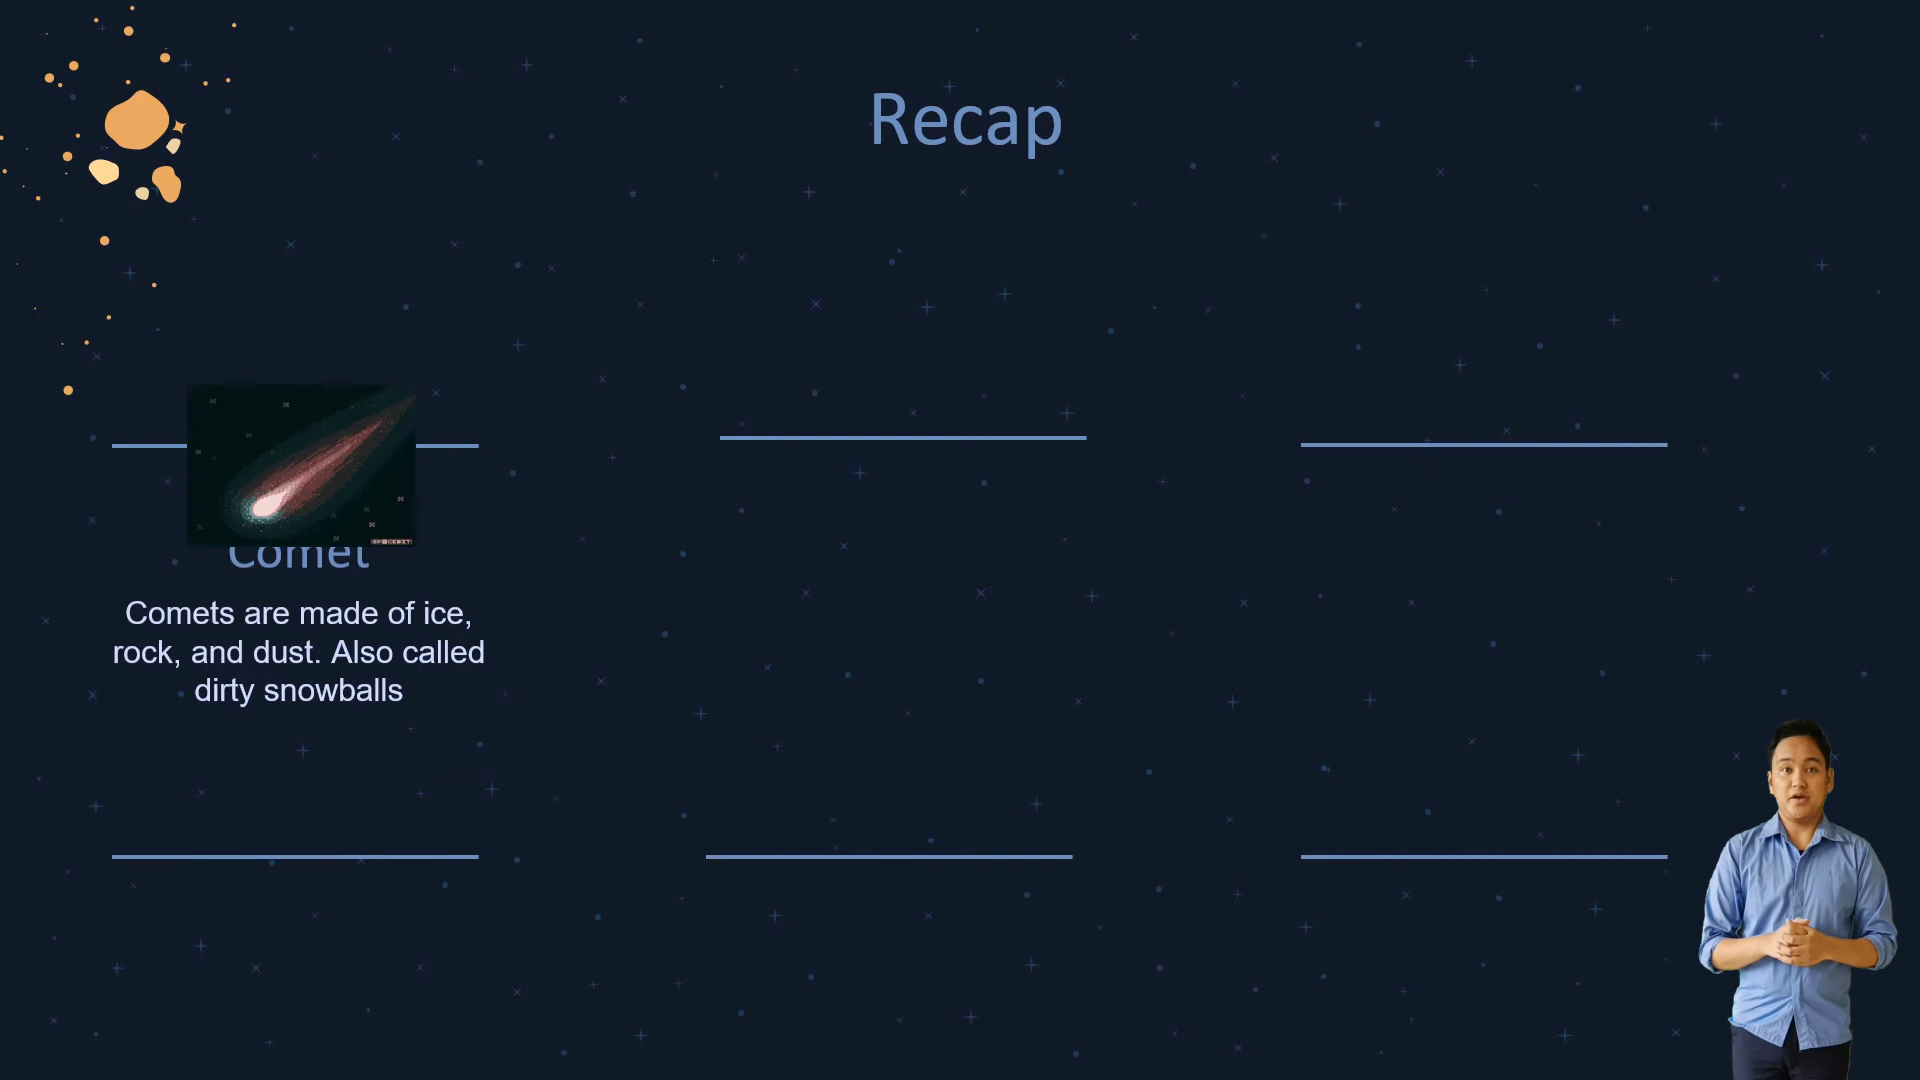 Recap
Comet
Comets are made of ice,
rock, and dust. Also called
dirty snowballs